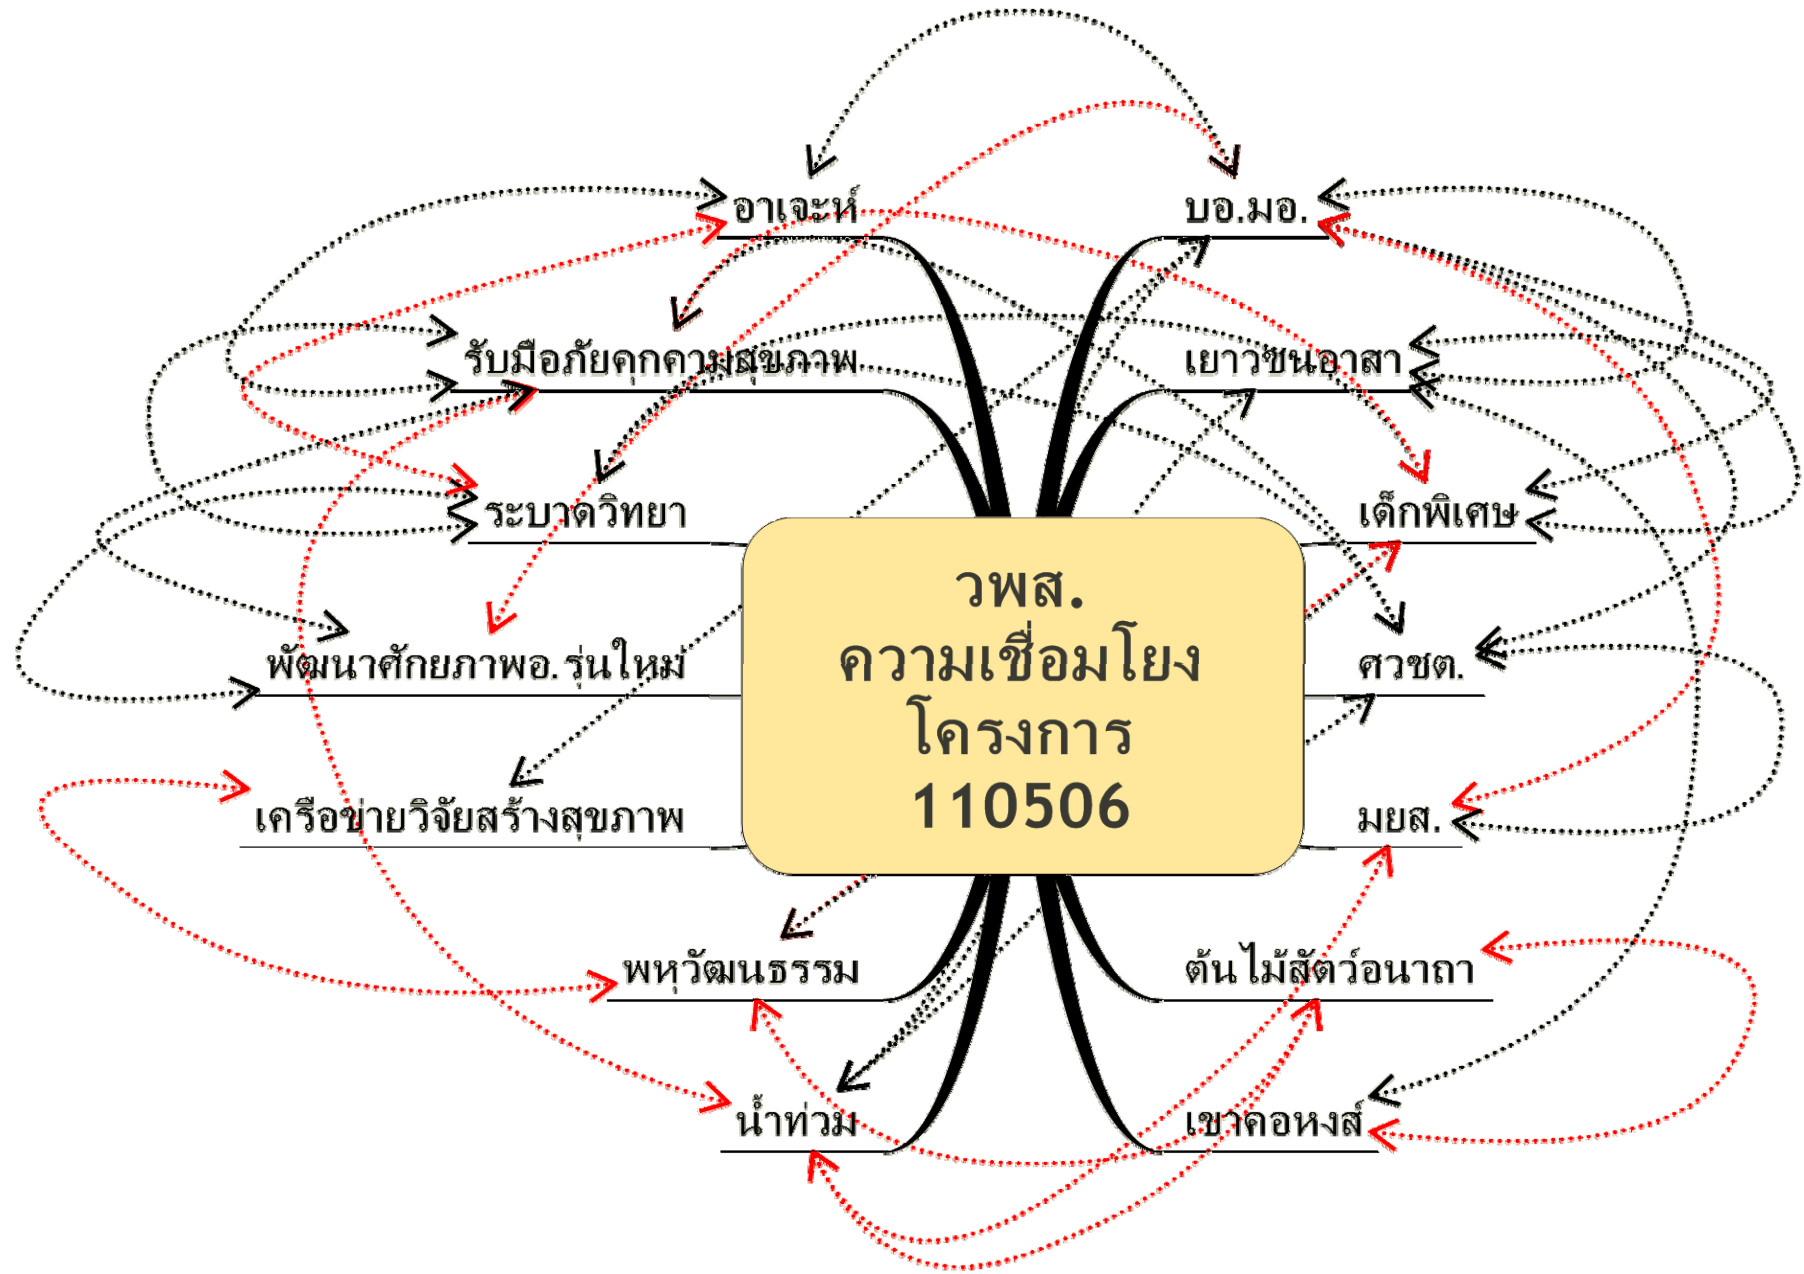 อาเจะห์
บอ.มอ.
รับมือภัยคุกคามสุขภาพ
เยาวชนอาสา
ระบาดวิทยา
เด็กพิเศษ
วพส.
ความเชื่อมโยง
โครงการ
110506
พัฒนาศักยภาพอ.รุ่นใหม่
ศวชต.
เครือข่ายวิจัยสร้างสุขภาพ
มยส.
พหุวัฒนธรรม
ต้นไม้สัตว์อนาถา
น้ำท่วม
เขาคอหงส์